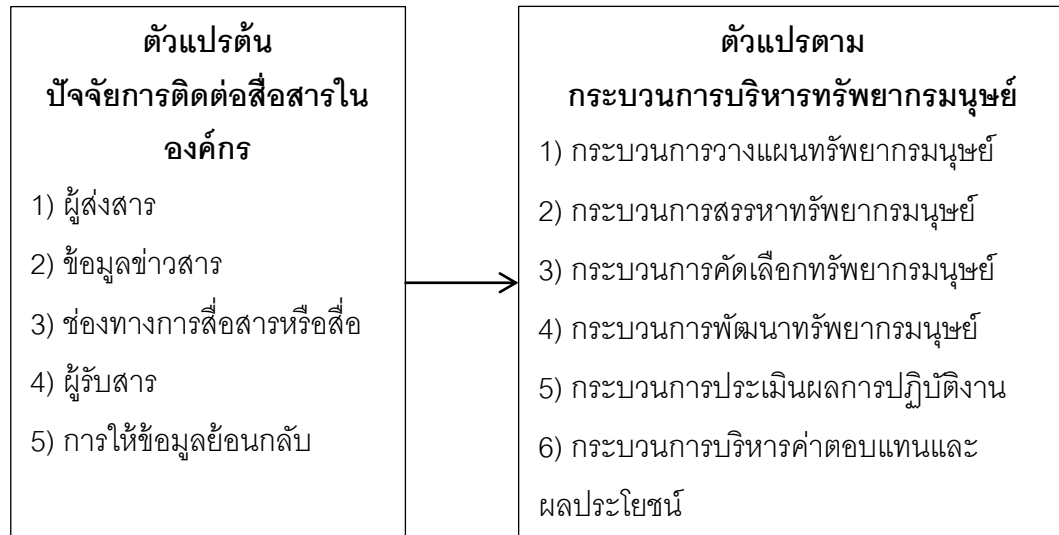 ตัวแปรต้น
ปัจจัยการติดต่อสื่อสารใน
องค์กร
1) ผู้ส่งสาร
2) ข้อมูลข่าวสาร
3) ช่องทางการสื่อสารหรือสื่อ
4) ผู้รับสาร
5) การให้ข้อมูลย้อนกลับ
ตัวแปรตาม
กระบวนการบริหารทรัพยากรมนุษย์
1) กระบวนการวางแผนทรัพยากรมนุษย์
2) กระบวนการสรรหาทรัพยากรมนุษย์
3) กระบวนการคัดเลือกทรัพยากรมนุษย์
4) กระบวนการพัฒนาทรัพยากรมนุษย์
5) กระบวนการประเมินผลการปฏิบัติงาน
6) กระบวนการบริหารค่าตอบแทนและ
ผลประโยชน์